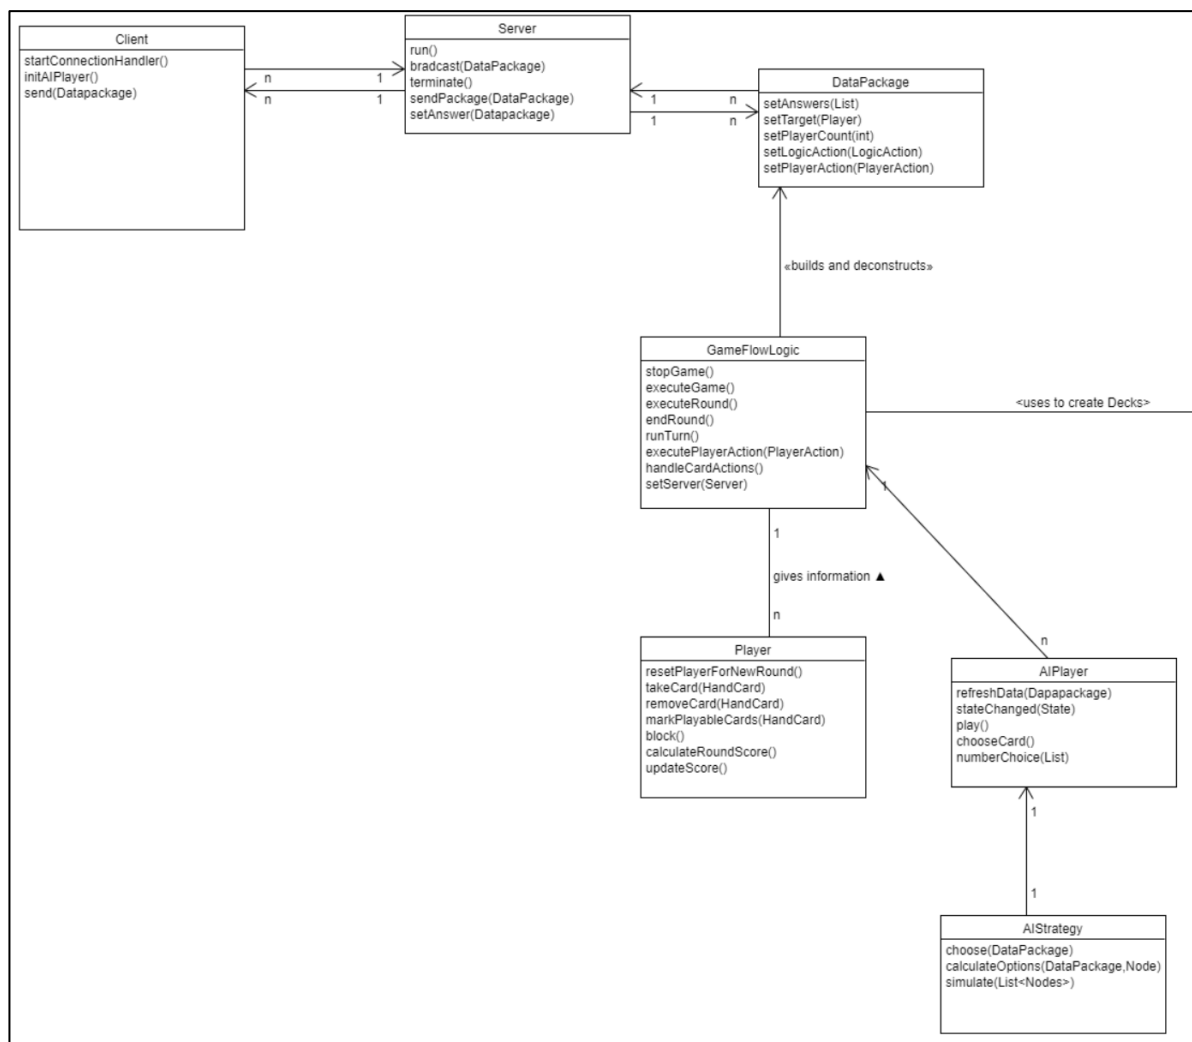 Client
startConnectionHandler()
initAIPlayer()
send(Datapackage)
n 1
n 1
Server
run()
bradcast(DataPackage)
terminate()
sendPackage(DataPackage)
setAnswer(Datapackage)
1 n
1 n
DataPackage
setAnswers(List)
setTarget(Player)
setPlayerCount(int)
setLogicAction(LogicAction)
setPlayerAction(PlayerAction)
«builds and deconstructs»
GameFlowLogic
stopGame()
executeGame()
executeRound()
endRound()
runTurn()
executePlayerAction(PlayerAction)
handleCardActions()
setServer(Server)
<uses to create Decks>
1
1
gives information ▲
n
n
Player
resetPlayerForNewRound()
takeCard(HandCard)
removeCard(HandCard)
markPlayableCards(HandCard)
block()
calculateRoundScore()
updateScore()
AIPlayer
refreshData(Dapapackage)
stateChanged(State)
play()
chooseCard()
numberChoice(List)
1
1
AIStrategy
choose(DataPackage)
calculateOptions(DataPackage,Node)
simulate(List<Nodes>)